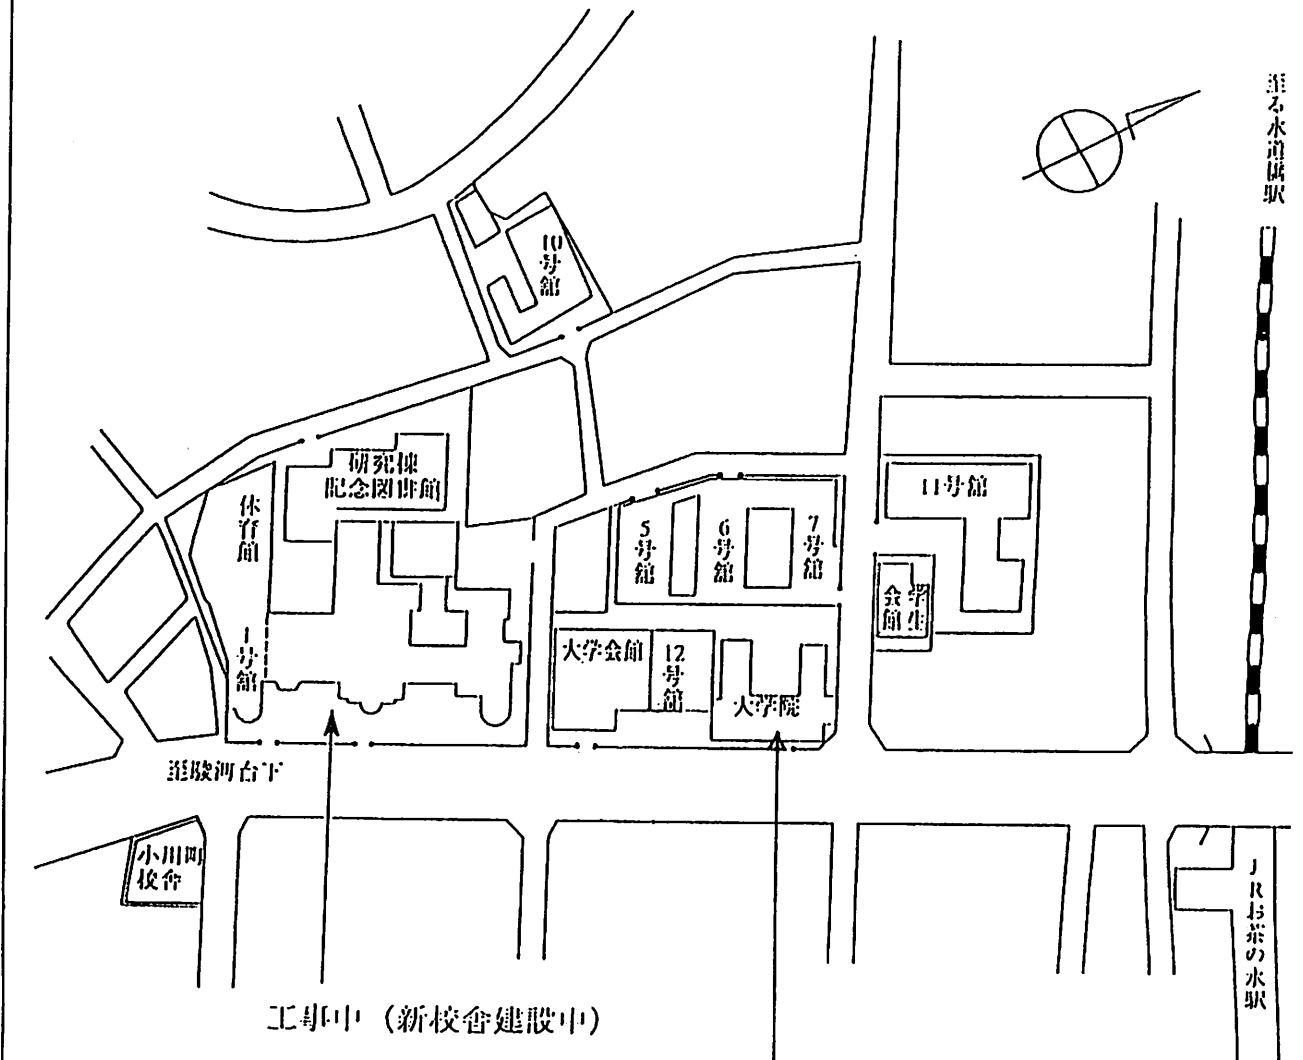 至る水道橋駅
10号館
研究棟
記念図書館
体育館
1号館
5号館
6号館
7号館
11号館
学生会館
大学会館
12号館
大学院
至駿河台下
小川町
校舎
JRお茶の水駅
工事中（新校舎建設中）